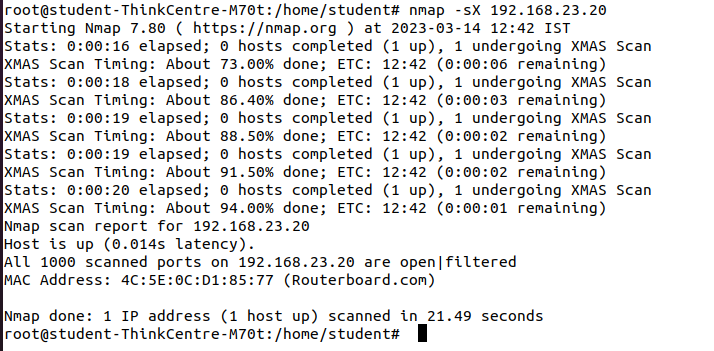 root@student-ThinkCentre-M70t:/home/student# nmap -sX 192.168.23.20
Starting Nmap 7.80 ( https://nmap.org ) at 2023-03-14 12:42 IST
Stats: 0:00:16 elapsed; 0 hosts completed (1 up), 1 undergoing XMAS Scan
XMAS Scan Timing: About 73.00% done; ETC: 12:42 (0:00:06 remaining)
Stats: 0:00:18 elapsed; 0 hosts completed (1 up), 1 undergoing XMAS Scan
XMAS Scan Timing: About 86.40% done; ETC: 12:42 (0:00:03 remaining)
Stats: 0:00:19 elapsed; 0 hosts completed (1 up), 1 undergoing XMAS Scan
XMAS Scan Timing: About 88.50% done; ETC: 12:42 (0:00:02 remaining)
Stats: 0:00:19 elapsed; 0 hosts completed (1 up), 1 undergoing XMAS Scan
XMAS Scan Timing: About 91.50% done; ETC: 12:42 (0:00:02 remaining)
Stats: 0:00:20 elapsed; 0 hosts completed (1 up), 1 undergoing XMAS Scan
XMAS Scan Timing: About 94.00% done; ETC: 12:42 (0:00:01 remaining)
Nmap scan report for 192.168.23.20
Host is up (0.014s latency).
All 1000 scanned ports on 192.168.23.20 are open|filtered
MAC Address: 4C:5E:0C:D1:85:77 (Routerboard.com)

Nmap done: 1 IP address (1 host up) scanned in 21.49 seconds
root@student-ThinkCentre-M70t:/home/student#